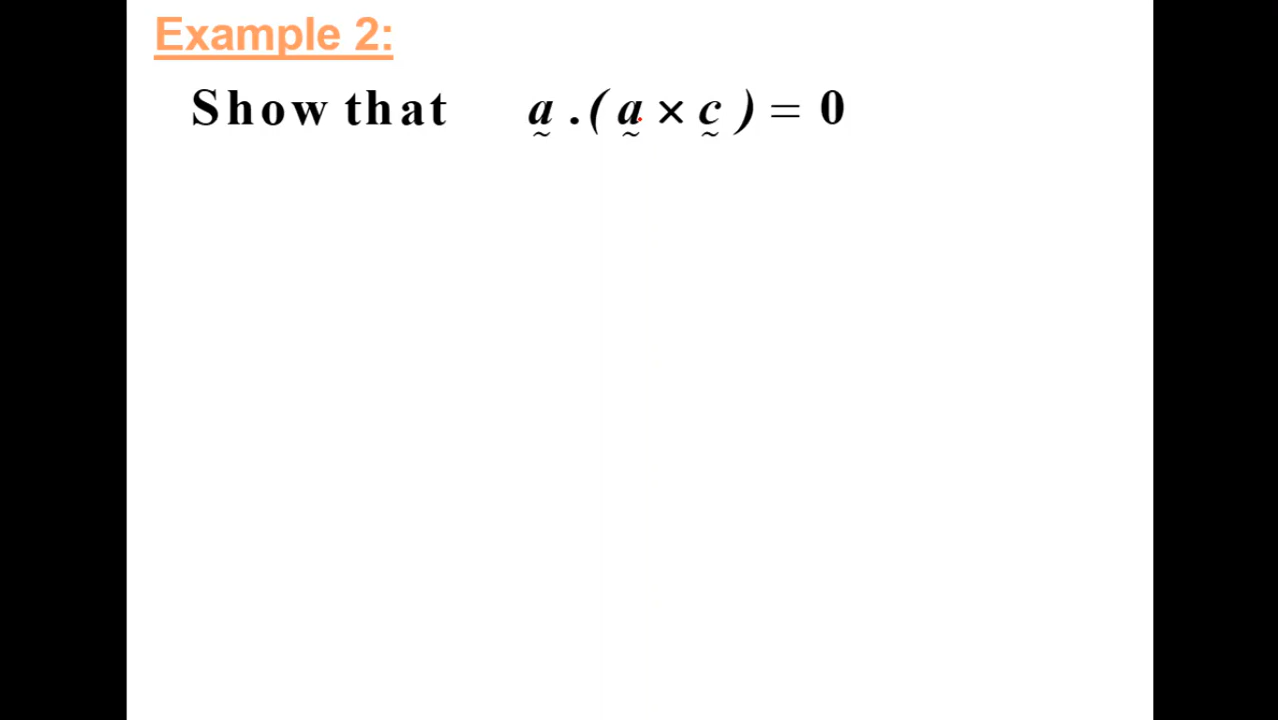 Example 2:
Show that a̰ .( a̰ × c̰ ) = 0